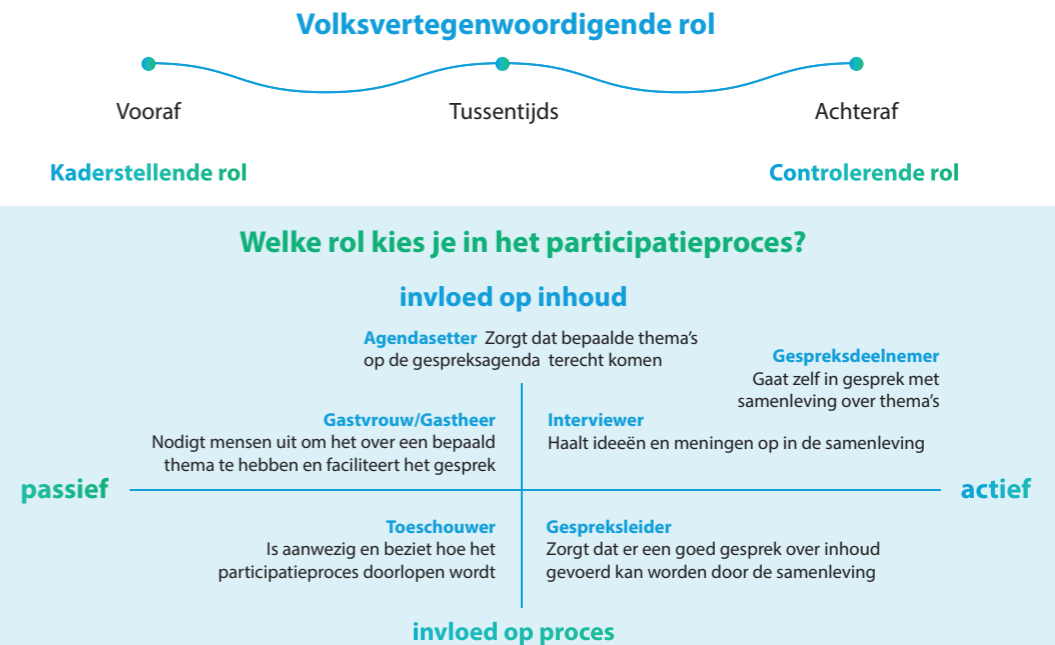 Volksvertegenwoordigende rol
Vooraf
Tussentijds
Achteraf
Kaderstellende rol
Controlerende rol
Welke rol kies je in het participatieproces?
invloed op inhoud
Agendasetter Zorgt dat bepaalde thema's
op de gespreksagenda terecht komen
Gespreksdeelnemer
Gaat zelf in gesprek met
samenleving over thema's
Gastvrouw/Gastheer
Nodigt mensen uit om het over een bepaald
thema te hebben en faciliteert het gesprek
Interviewer
Haalt ideeën en meningen op in de samenleving
passief
actief
Toeschouwer
Is aanwezig en beziet hoe het
participatieproces doorlopen wordt
Gespreksleider
Zorgt dat er een goed gesprek over inhoud
gevoerd kan worden door de samenleving
invloed op proces